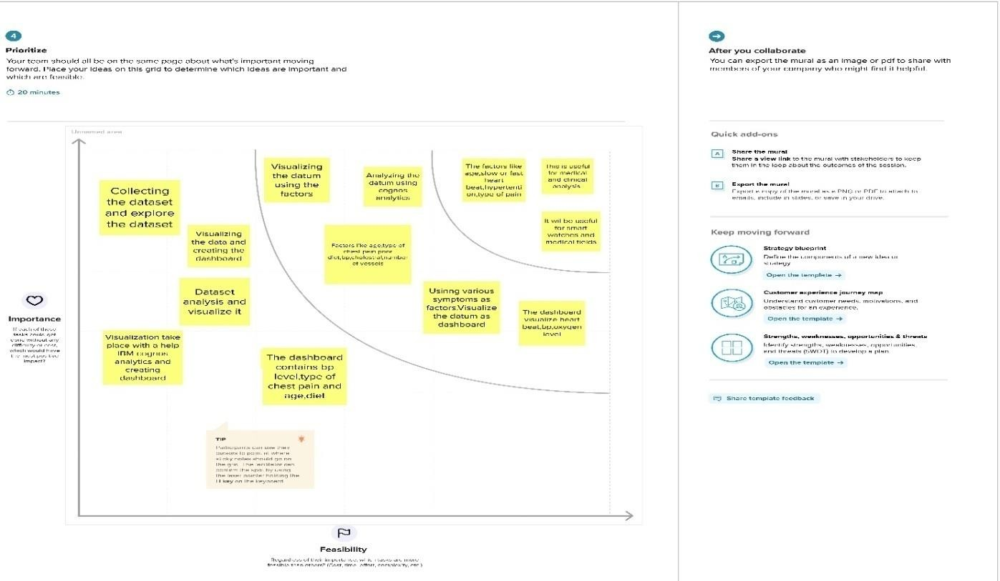 4
Prioritize
Your team should all be on the same page about what's important moving
forward. Place your ideas on this grid to determine which ideas are important and
which are feasible.
20 minutes
Unnamed area
Collecting
the dataset
and explore
the dataset
Visualizing
the data and
creating the
dashboard
Dataset
analysis and
visualize it
Visualization take
place with a help
IBM cognos
analytics and
creating
dashboard
Visualizing
the datum
using the
factors
Analyzing the
datum using
cognos
analytics
Factors like age,type of
chest pain poor
diet,bp,cholestral,number
of vessels
The dashboard
contains bp
level,type of
chest pain and
age,diet
The factors like
age,slow or fast
heart
beat,hypertenti
on,type of pain
This is useful
for medical
and clinical
analysis.
It wil be useful
for smart
watches and
medical fields
Usinng various
symptoms as
factors.Visualize
the datum as
dashboard
The dashboard
visualize heart
beat,bp,oxygen
level
Importance
If each of these
tasks could get
done without any
difficulty or cost,
which would have
the most positive
impact?
TIP
Participants can use their
cursors to point at where
sticky notes should go on
the grid. The facilitator can
confirm the spot by using
the laser pointer holding the
H key on the keyboard.
Feasibility
Regardless of their importance, which tasks are more
feasible than others? (Cost, time, effort, complexity, etc.)
After you collaborate
You can export the mural as an image or pdf to share with
members of your company who might find it helpful.
Quick add-ons
A
Share the mural
Share a view link to the mural with stakeholders to keep
them in the loop about the outcomes of the session.
B
Export the mural
Export a copy of the mural as a PNG or PDF to attach to
emails, include in slides, or save in your drive.
Keep moving forward
Strategy blueprint
Define the components of a new idea or
strategy.
Open the template →
Customer experience journey map
Understand customer needs, motivations, and
obstacles for an experience.
Open the template →
Strengths, weaknesses, opportunities & threats
Identify strengths, weaknesses, opportunities,
and threats (SWOT) to develop a plan.
Open the template →
Share template feedback